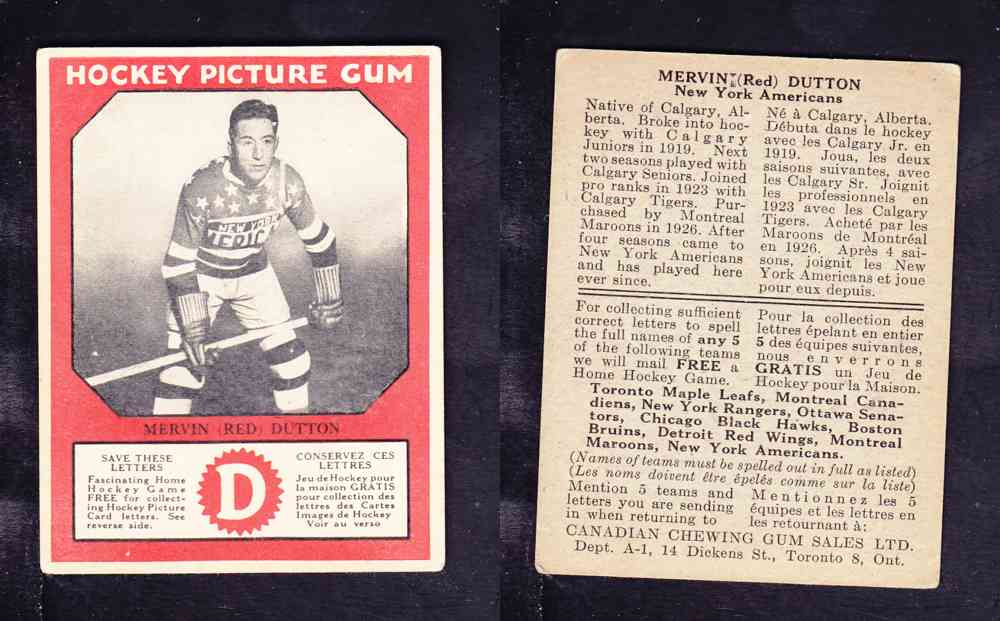 HOCKEY PICTURE GUM
NEW YORK
MERVIN (RED) DUTTON
SAVE THESE
LETTERS
Fascinating Home
Hockey Game
FREE for collect-
ing Hockey Picture
Card letters. See
reverse side.
D
CONSERVEZ CES
LETTRES
Jeu de Hockey pour
la maison GRATIS
pour collection des
lettres des Cartes
Images de Hockey
Voir au verso
MERVIN (Red) DUTTON
New York Americans
Native of Calgary, Al-
berta. Broke into hoc-
key with Calgary
Juniors in 1919. Next
two seasons played with
Calgary Seniors. Joined
pro ranks in 1923 with
Calgary Tigers. Pur-
chased by Montreal
Maroons in 1926. After
four seasons came to
New York Americans
and has played here
ever since.
Né à Calgary, Alberta.
Débuta dans le hockey
avec les Calgary Jr. en
1919. Joua, les deux
saisons suivantes, avec
les Calgary Sr. Joignit
les professionnels en
1923 avec les Calgary
Tigers. Acheté par les
Maroons de Montréal
en 1926. Après 4 sai-
sons, joignit les New
York Americans et joue
pour eux depuis.
For collecting sufficient
correct letters to spell
the full names of any 5
of the following teams
we will mail FREE a
Home Hockey Game.
Pour la collection des
lettres épelant en entier
5 des équipes suivantes,
nous enverrons
GRATIS un Jeu de
Hockey pour la Maison.
Toronto Maple Leafs, Montreal Cana-
diens, New York Rangers, Ottawa Sena-
tors, Chicago Black Hawks, Boston
Bruins, Detroit Red Wings, Montreal
Maroons, New York Americans.
(Names of teams must be spelled out in full as listed)
(Les noms doivent être épelés comme sur la liste)
Mention 5 teams and
letters you are sending
in when returning to
Mentionnez les 5
équipes et les lettres en
les retournant à:
CANADIAN CHEWING GUM SALES LTD.
Dept. A-1, 14 Dickens St., Toronto 8, Ont.